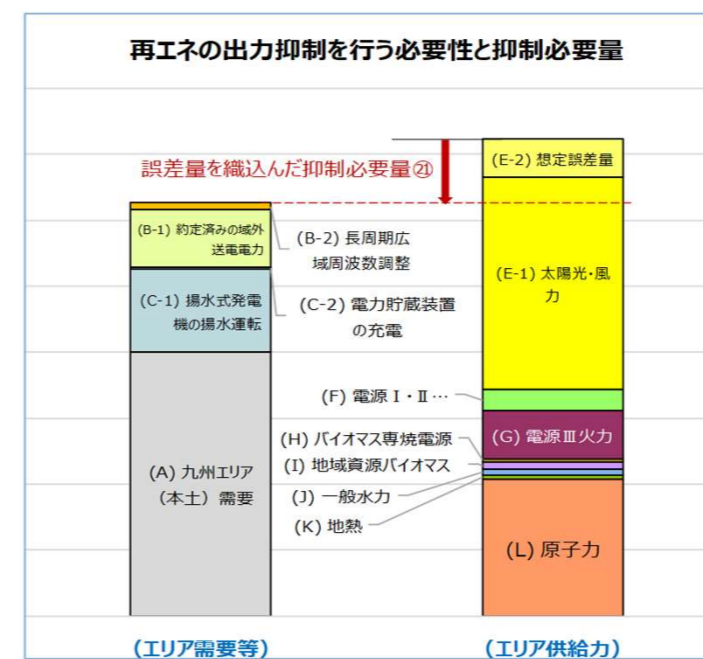 再エネの出力抑制を行う必要性と抑制必要量
誤差量を織込んだ抑制必要量㉑
(B-1) 約定済みの域外
送電電力
(B-2) 長周期広
域周波数調整
(C-1) 揚水式発電
機の揚水運転
(C-2) 電力貯蔵装置
の充電
(A) 九州エリア
(本土) 需要
(E-2) 想定誤差量
(E-1) 太陽光・風
力
(F) 電源Ⅰ・Ⅱ…
(G) 電源Ⅲ火力
(H) バイオマス専焼電源
(I) 地域資源バイオマス
(J) 一般水力
(K) 地熱
(L) 原子力
(エリア需要等)
(エリア供給力)